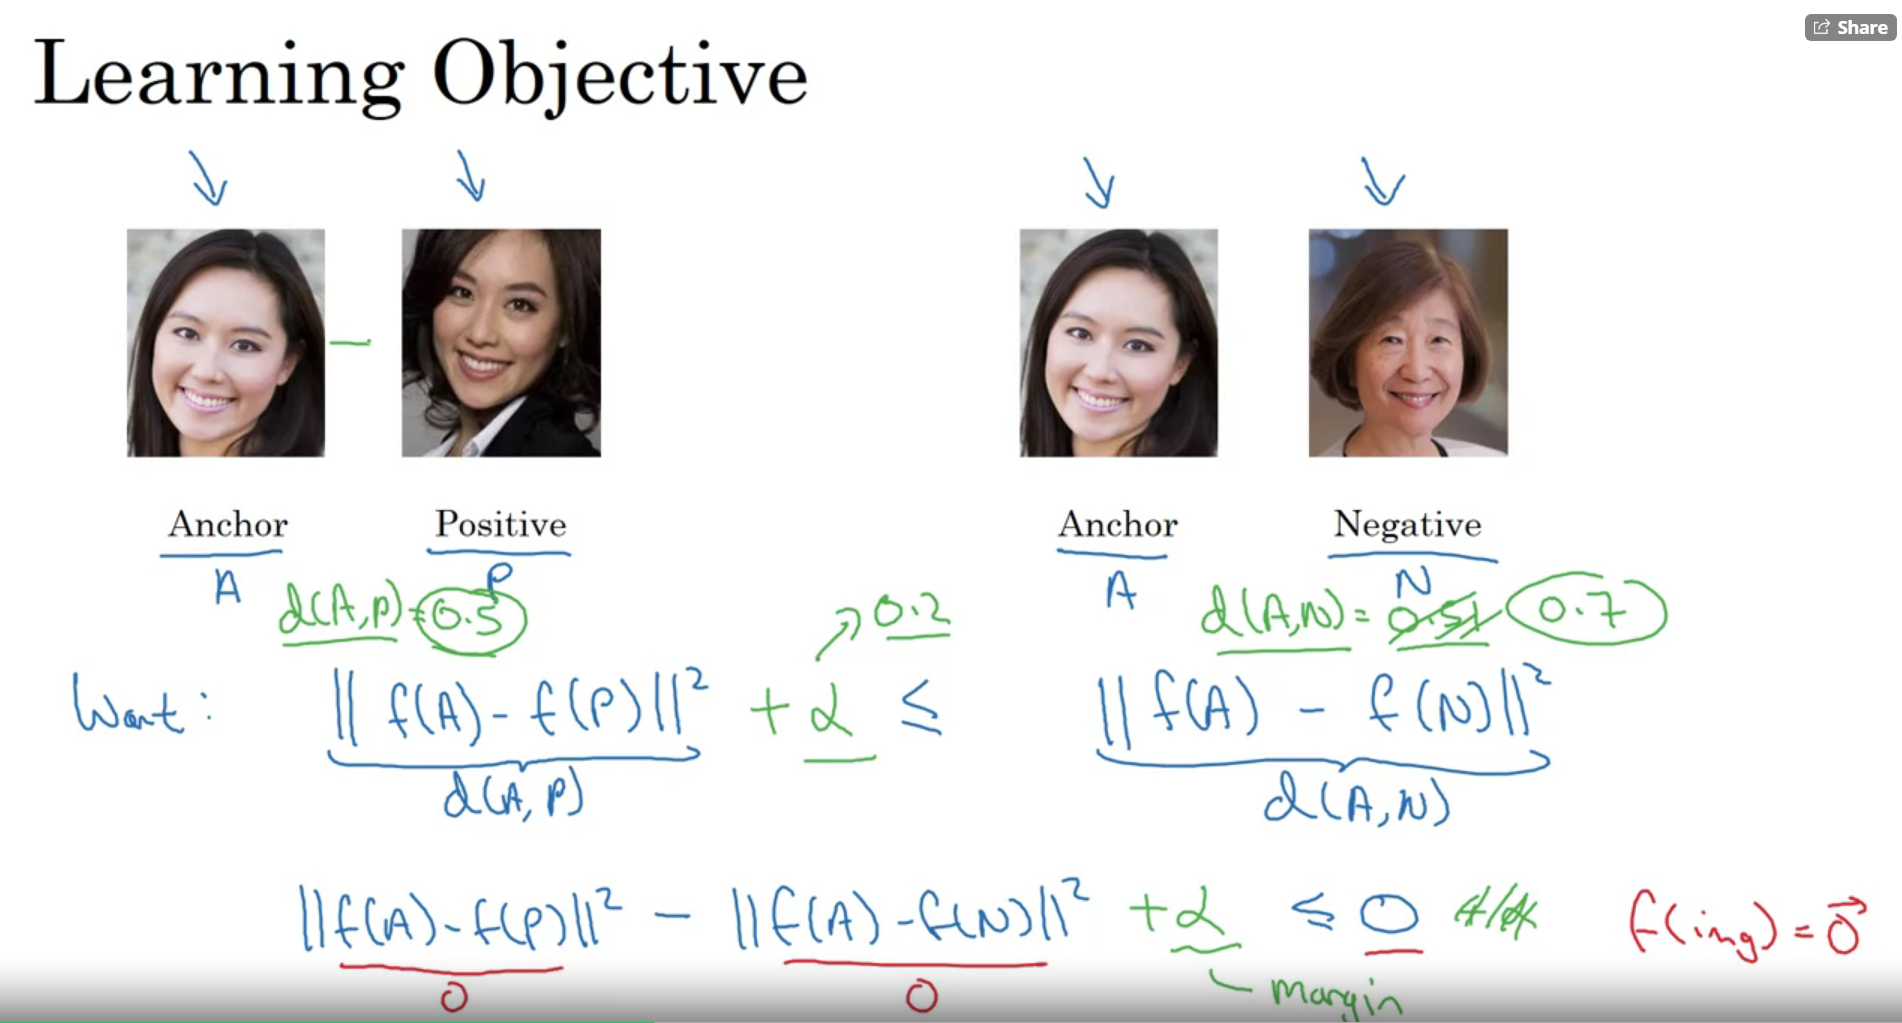 Share
Learning Objective
Anchor Positive Anchor Negative
A P A N
d(A,P) = 0.5 0.2 d(A,N) = 0.51 0.7
Want: || f(A) - f(P) ||² + α ≤ || f(A) - f(N) ||²
d(A,P) d(A,N)
|| f(A) - f(P) ||² - || f(A) - f(N) ||² + α ≤ 0 f(img) = 0⃗
0 0 margin